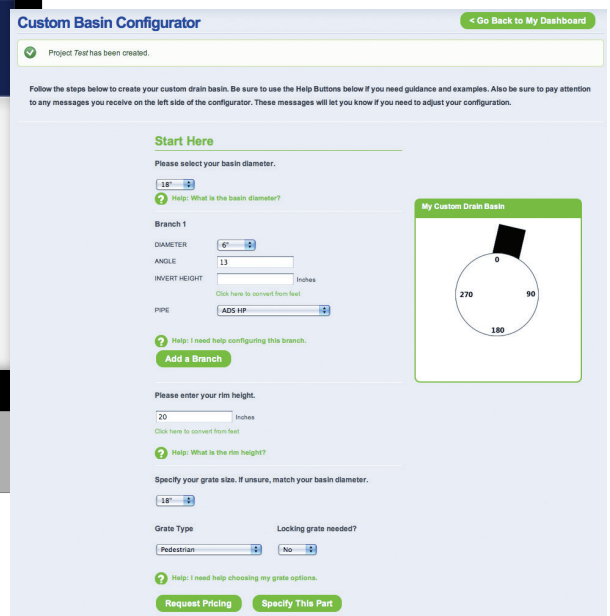 Custom Basin Configurator
< Go Back to My Dashboard
Project Test has been created.
Follow the steps below to create your custom drain basin. Be sure to use the Help Buttons below if you need guidance and examples. Also be sure to pay attention
to any messages you receive on the left side of the configurator. These messages will let you know if you need to adjust your configuration.
Start Here
Please select your basin diameter.
18"
Help: What is the basin diameter?
Branch 1
DIAMETER 6"
ANGLE 13
INVERT HEIGHT Inches
Click here to convert from feet
PIPE ADS HP
Help: I need help configuring this branch.
Add a Branch
Please enter your rim height.
20 Inches
Click here to convert from feet
Help: What is the rim height?
Specify your grate size. If unsure, match your basin diameter.
18"
Grate Type Locking grate needed?
Pedestrian No
Help: I need help choosing my grate options.
Request Pricing Specify This Part
My Custom Drain Basin
0
270 90
180